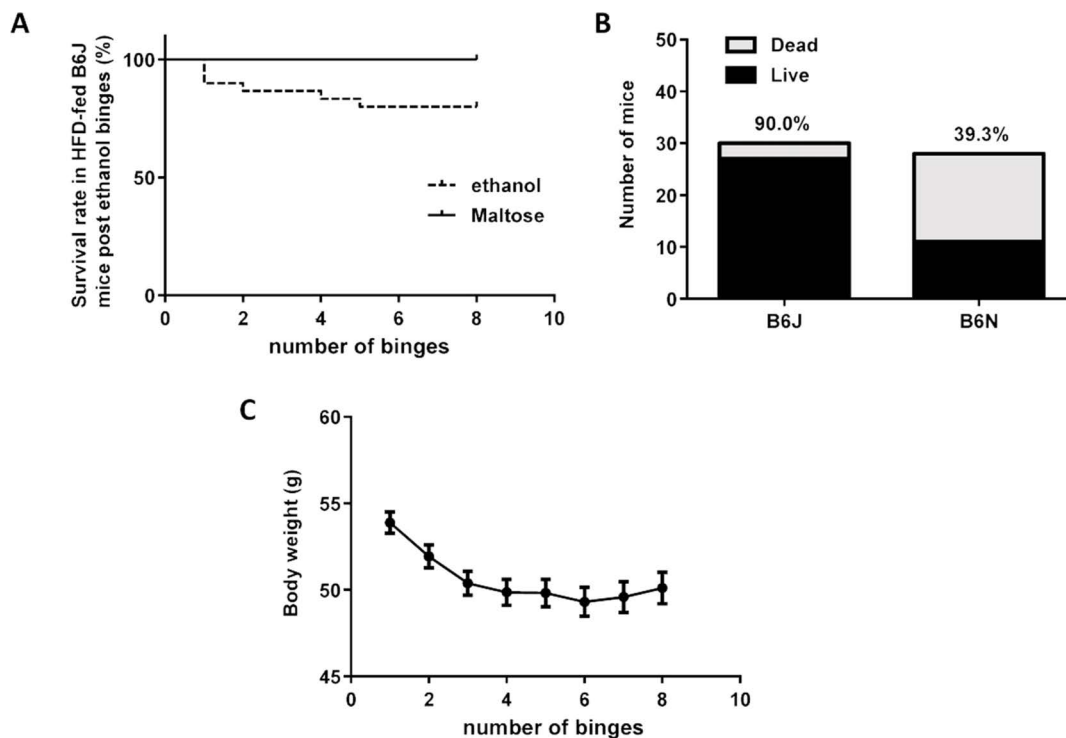 A
Survival rate in HFD-fed B6J
mice post ethanol binges (%)
100
50
0
0 2 4 6 8 10
number of binges
ethanol
Maltose
B
Number of mice
50
40
30
20
10
0
Dead
Live
90.0%
39.3%
B6J B6N
C
Body weight (g)
60
55
50
45
0 2 4 6 8 10
number of binges